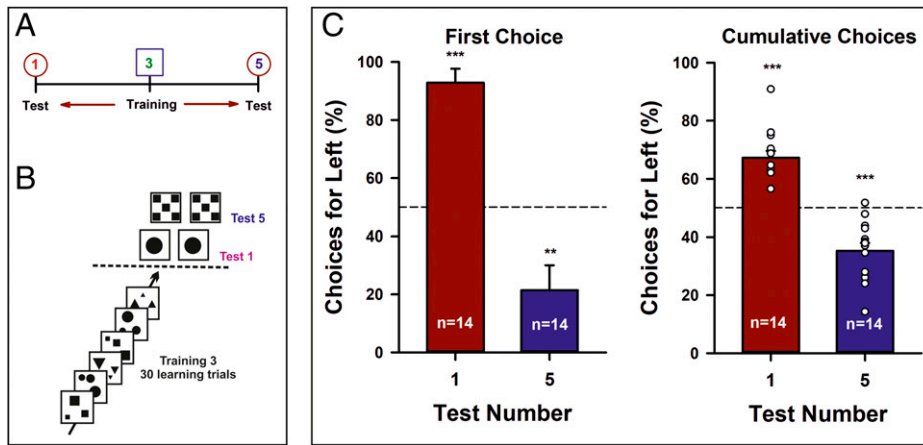 A
1
3
5
Test
Training
Test
B
Test 5
Test 1
Training 3
30 learning trials
C
First Choice
Choices for Left (%)
100
80
60
40
20
0
***
**
n=14
n=14
1
5
Test Number
Cumulative Choices
Choices for Left (%)
100
80
60
40
20
0
***
***
n=14
n=14
1
5
Test Number